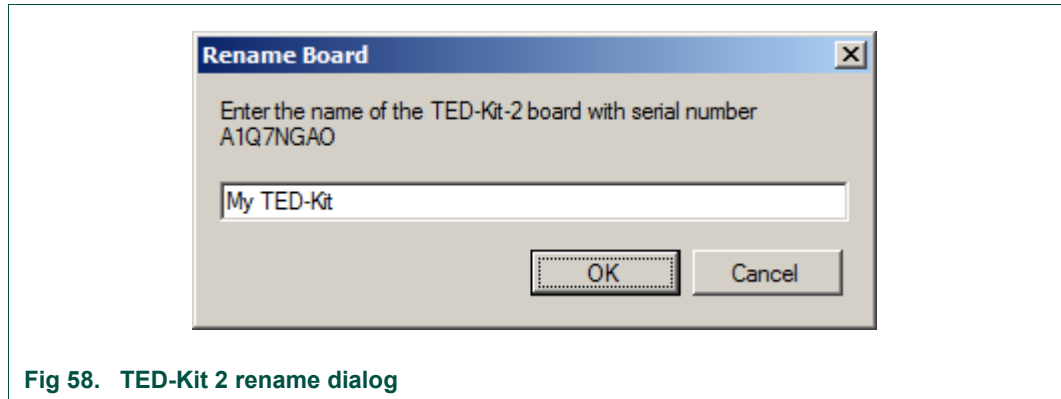 Rename Board
Enter the name of the TED-Kit-2 board with serial number
A1Q7NGAO
My TED-Kit
OK Cancel
Fig 58. TED-Kit 2 rename dialog